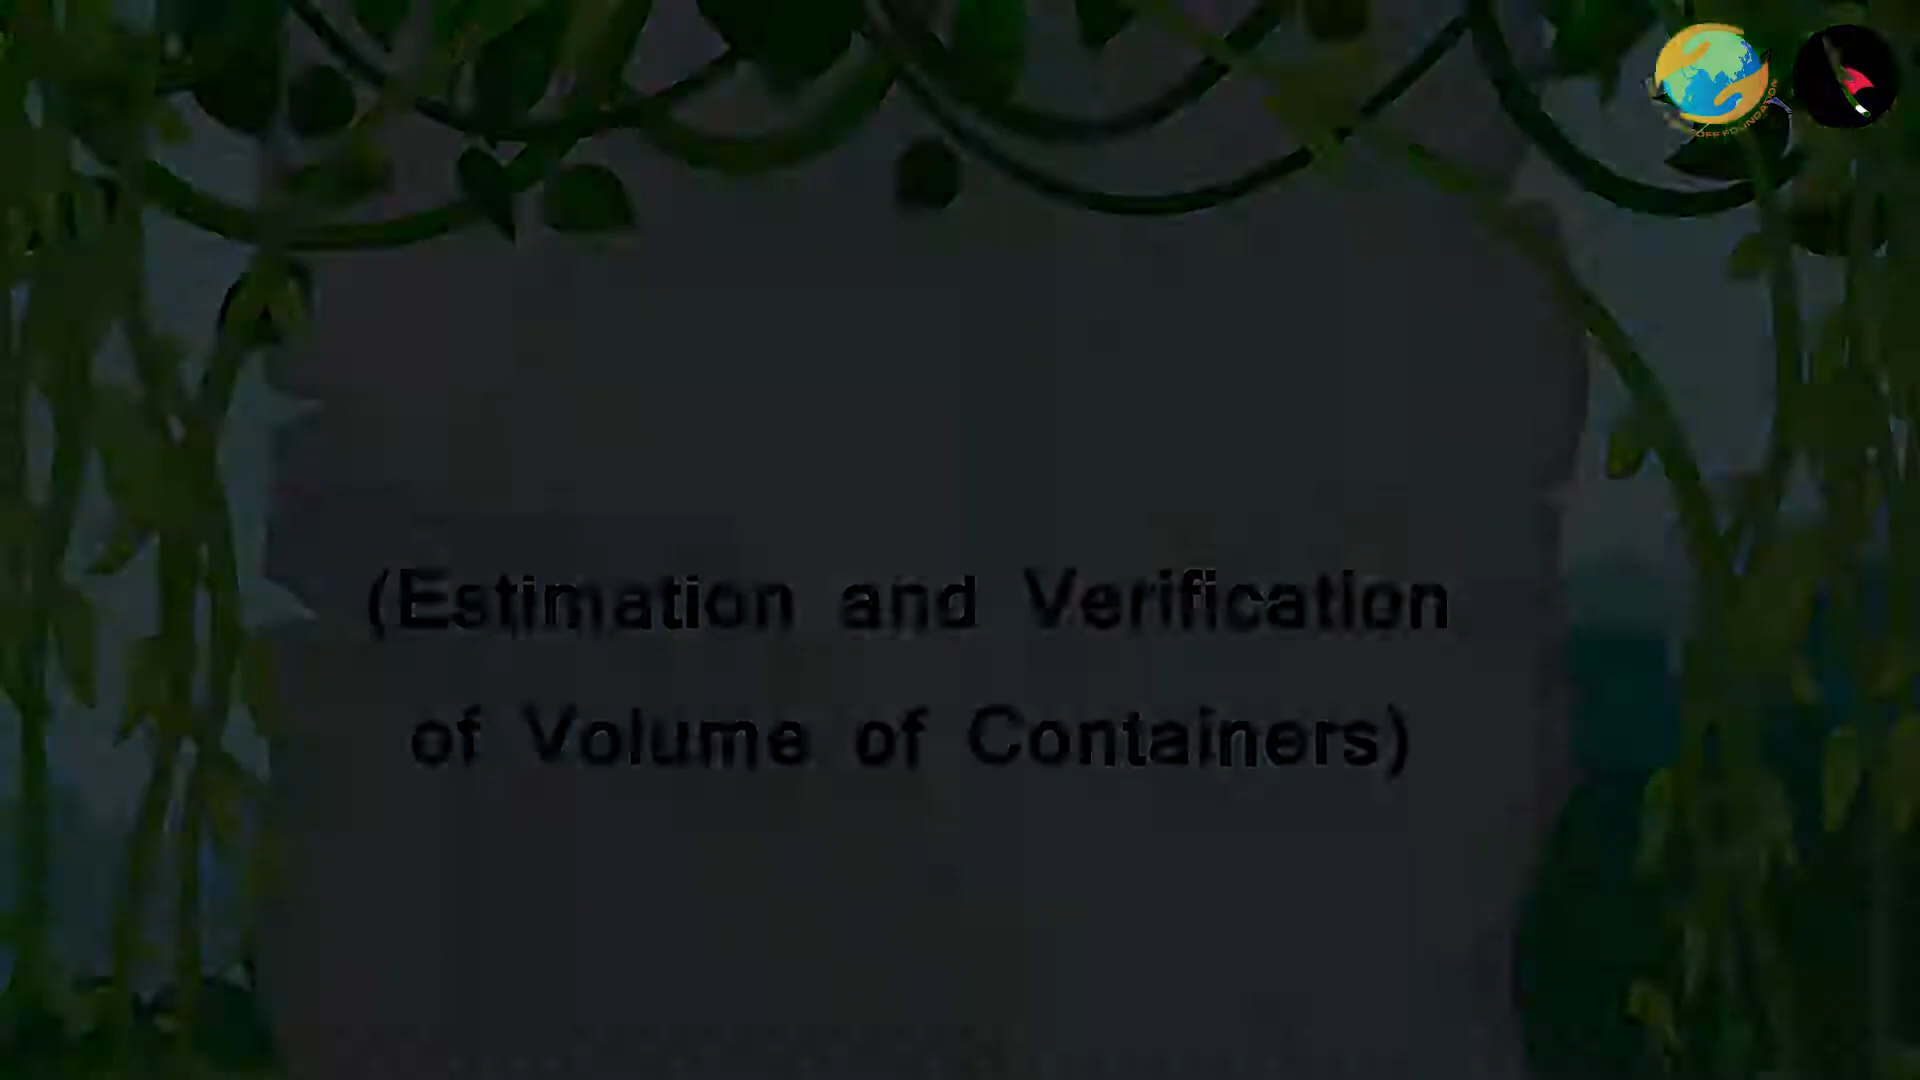 (Estimation and Verification
of Volume of Containers)